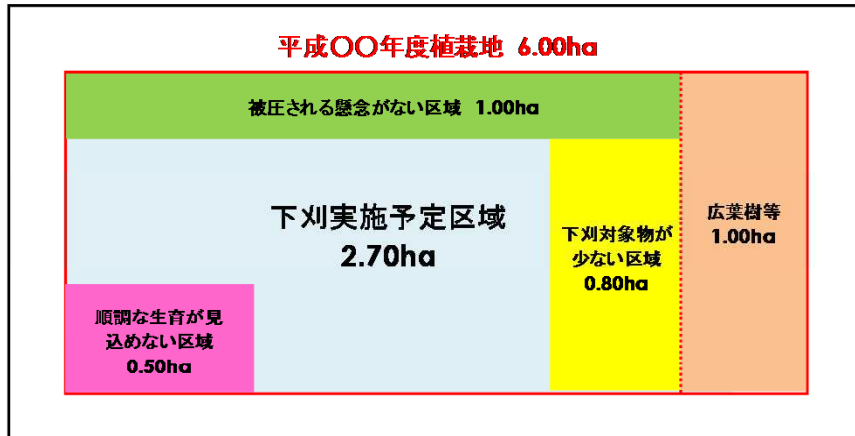 平成〇〇年度植栽地 6.00ha
被圧される懸念がない区域 1.00ha
下刈実施予定区域
2.70ha
下刈対象物が
少ない区域
0.80ha
広葉樹等
1.00ha
順調な生育が見
込めない区域
0.50ha